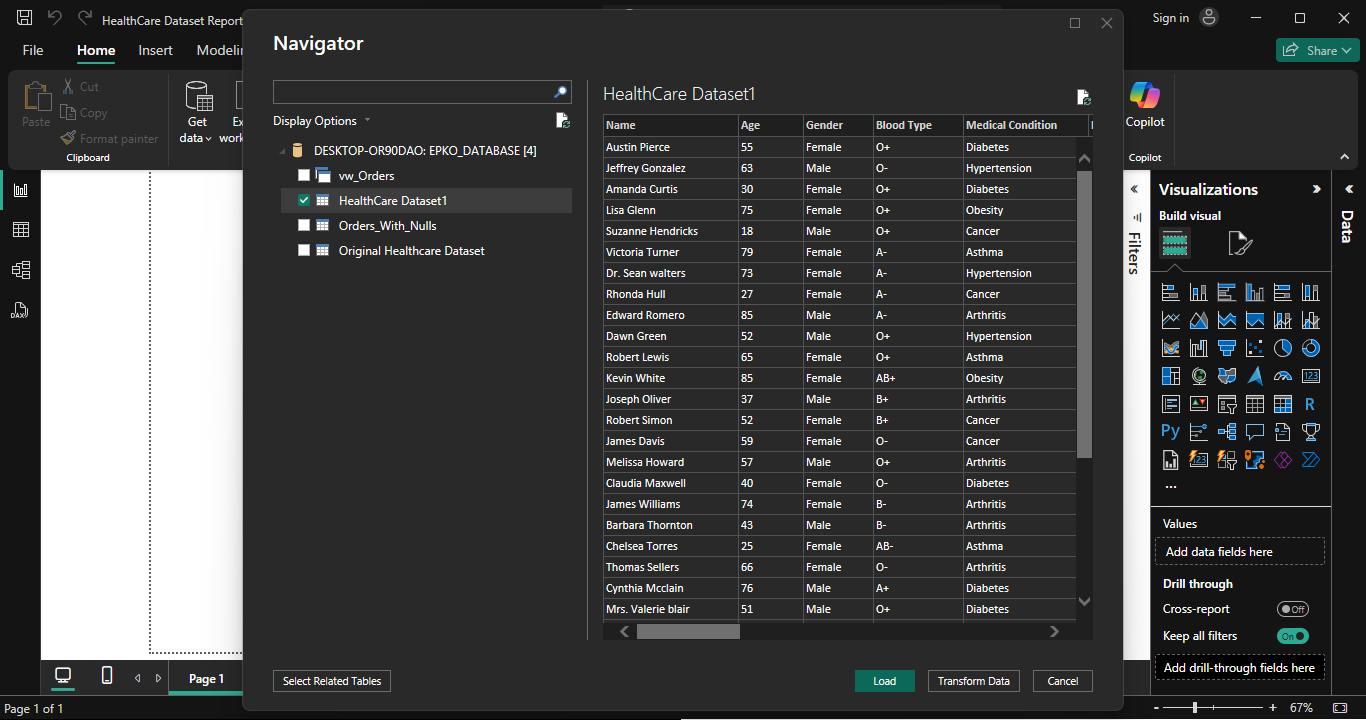 HealthCare Dataset Report
Sign in
File
Home
Insert
Share
Paste
Cut
Copy
Format painter
Clipboard
Get
data
Copilot
Copilot
Navigator
Display Options
DESKTOP-OR90DAO: EPKO_DATABASE [4]
vw_Orders
HealthCare Dataset1
Orders_With_Nulls
Original Healthcare Dataset
HealthCare Dataset1
Name Age Gender Blood Type Medical Condition
Austin Pierce 55 Female O+ Diabetes
Jeffrey Gonzalez 63 Male O- Hypertension
Amanda Curtis 30 Female O+ Diabetes
Lisa Glenn 75 Female O+ Obesity
Suzanne Hendricks 18 Male O+ Cancer
Victoria Turner 79 Female A- Asthma
Dr. Sean walters 73 Female A- Hypertension
Rhonda Hull 27 Female A- Cancer
Edward Romero 85 Male A- Arthritis
Dawn Green 52 Male O+ Hypertension
Robert Lewis 65 Female O+ Asthma
Kevin White 85 Female AB+ Obesity
Joseph Oliver 37 Male B+ Arthritis
Robert Simon 52 Female B+ Cancer
James Davis 59 Female O- Cancer
Melissa Howard 57 Male O+ Arthritis
Claudia Maxwell 40 Female O- Diabetes
James Williams 74 Female B- Arthritis
Barbara Thornton 43 Male B- Arthritis
Chelsea Torres 25 Female AB- Asthma
Thomas Sellers 66 Female O- Arthritis
Cynthia Mcclain 76 Male A+ Diabetes
Mrs. Valerie blair 51 Male O+ Diabetes
Select Related Tables
Load
Transform Data
Cancel
Filters
Visualizations
Build visual
123
R
Py
123
...
Values
Add data fields here
Drill through
Cross-report
Off
Keep all filters
On
Add drill-through fields here
Data
DAX
Page 1
Page 1 of 1
- + 67%